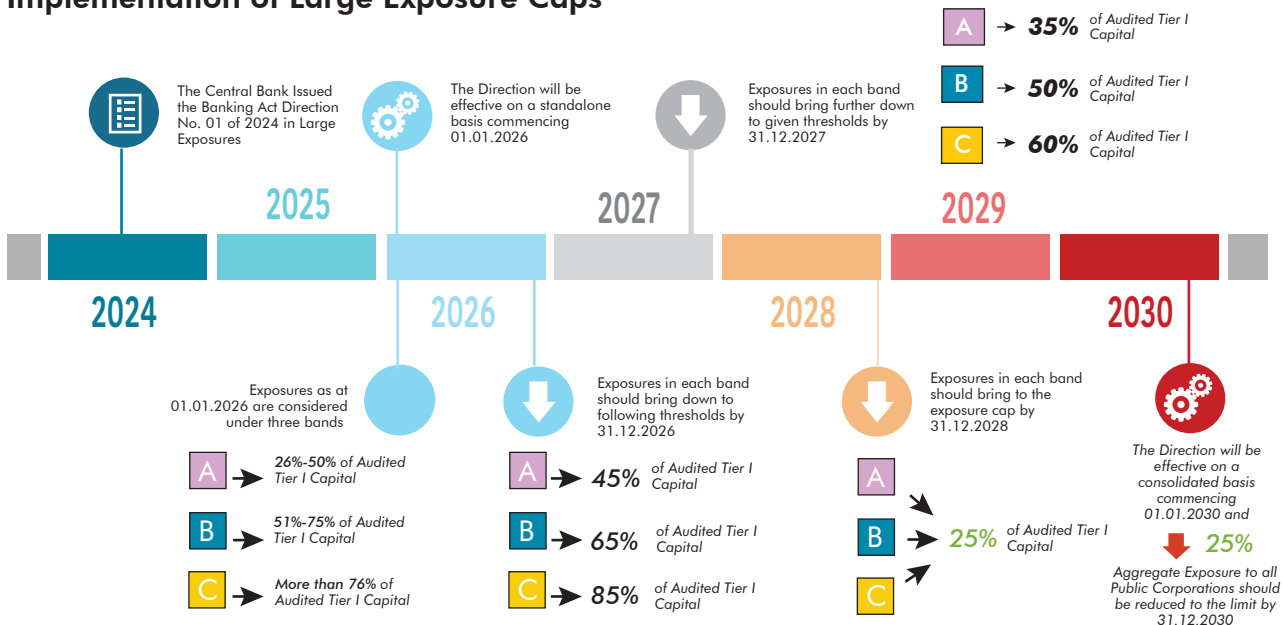 Implementation of Large Exposure Caps
The Central Bank Issued
the Banking Act Direction
No. 01 of 2024 in Large
Exposures
The Direction will be
effective on a standalone
basis commencing
01.01.2026
Exposures in each band
should bring further down
to given thresholds by
31.12.2027
A 35% of Audited Tier I
Capital
B 50% of Audited Tier I
Capital
C 60% of Audited Tier I
Capital
2025
2027
2029
2024
2026
2028
2030
Exposures as at
01.01.2026 are considered
under three bands
A 26%-50% of Audited
Tier I Capital
B 51%-75% of Audited
Tier I Capital
C More than 76% of
Audited Tier I Capital
Exposures in each band
should bring down to
following thresholds by
31.12.2026
A 45% of Audited Tier I
Capital
B 65% of Audited Tier I
Capital
C 85% of Audited Tier I
Capital
Exposures in each band
should bring to the
exposure cap by
31.12.2028
A
B 25% of Audited Tier I
Capital
C
The Direction will be
effective on a
consolidated basis
commencing
01.01.2030 and
25%
Aggregate Exposure to all
Public Corporations should
be reduced to the limit by
31.12.2030